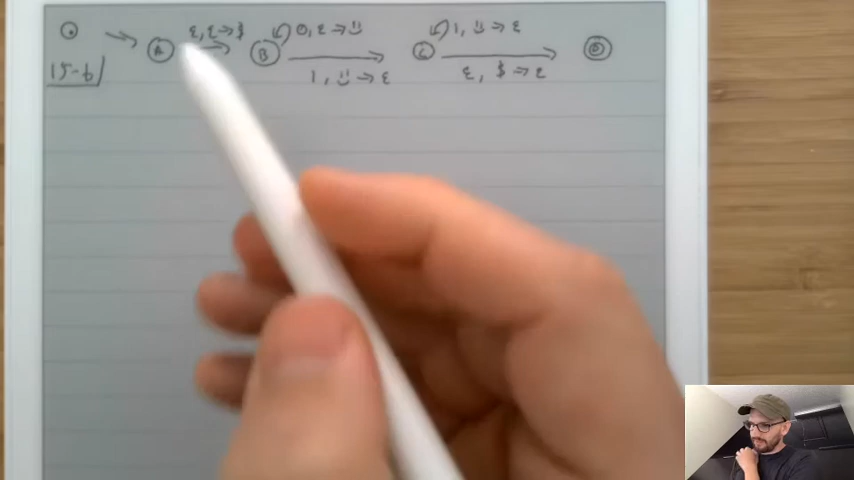 ε, ε → $
0, ε → ϋ
1, ϋ → ε
A
B
C
D
15-6
1, ϋ → ε
ε, $ → ε